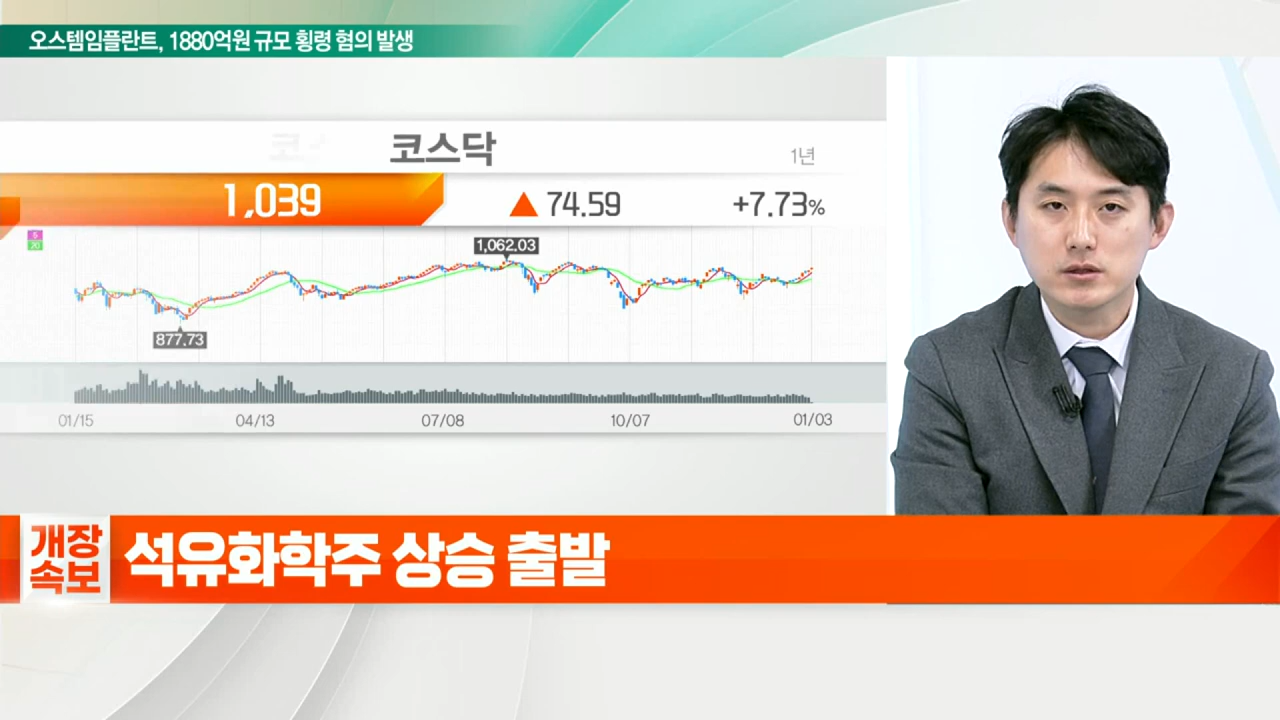 오스템임플란트, 1880억원 규모 횡령 혐의 발생
코스닥
1년
1,039
▲ 74.59
+7.73%
5
20
1,062.03
877.73
01/15
04/13
07/08
10/07
01/03
개장
속보
석유화학주 상승 출발